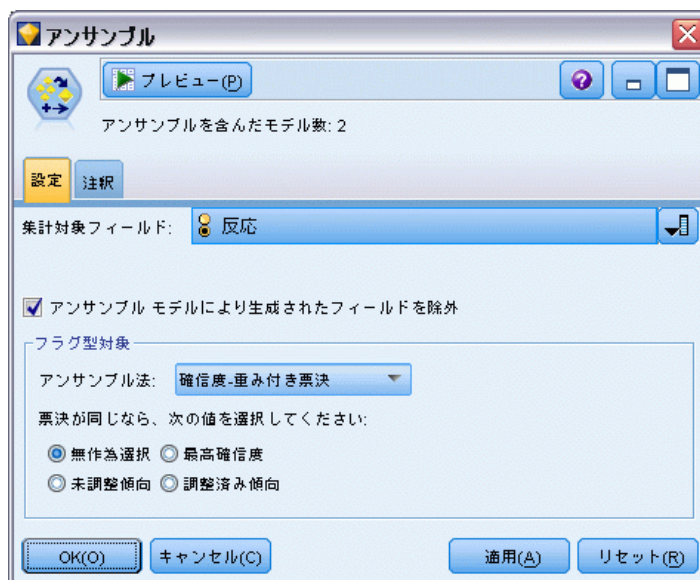 アンサンブル
プレビュー(P)
アンサンブルを含んだモデル数: 2
設定 注釈
集計対象フィールド: 反応
アンサンブル モデルにより生成されたフィールドを除外
フラグ型対象
アンサンブル法: 確信度-重み付き票決
票決が同じなら、次の値を選択してください:
無作為選択 最高確信度
未調整傾向 調整済み傾向
OK(O) キャンセル(C) 適用(A) リセット(R)